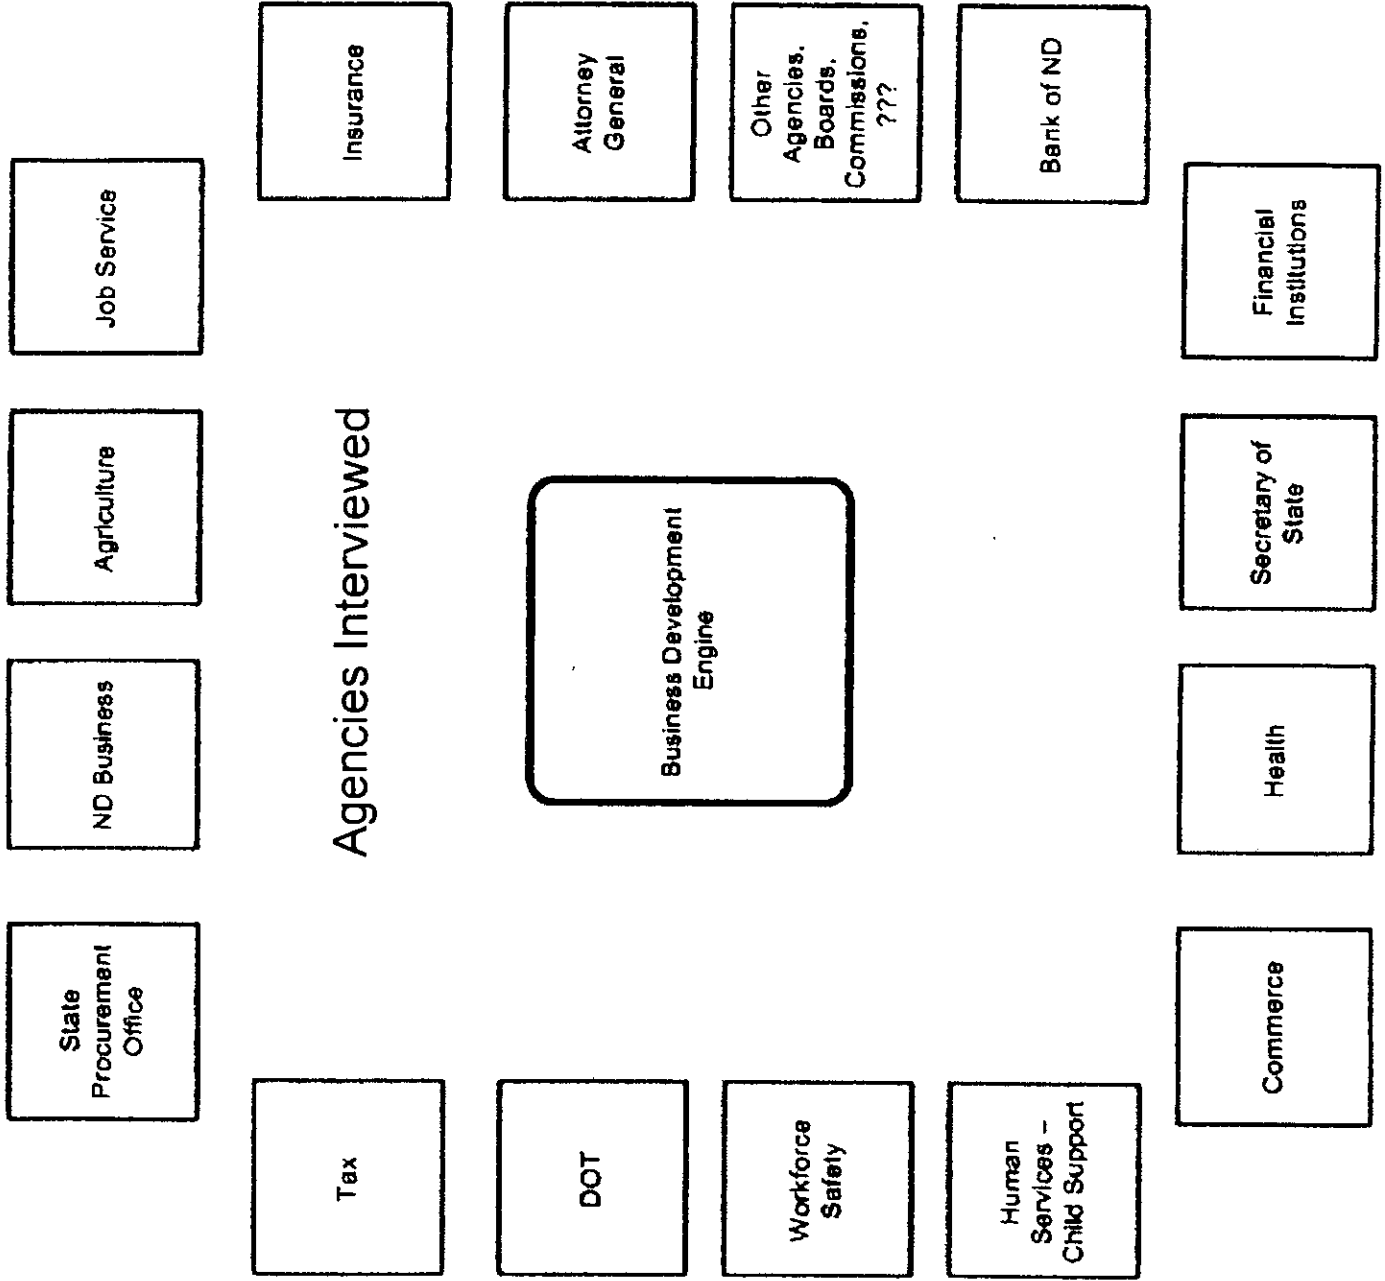 State
Procurement
Office
ND Business
Agriculture
Job Service
Tax
Agencies Interviewed
Insurance
DOT
Attorney
General
Business Development
Engine
Workforce
Safety
Other
Agencies,
Boards,
Commissions,
???
Human
Services –
Child Support
Bank of ND
Commerce
Health
Secretary of
State
Financial
Institutions